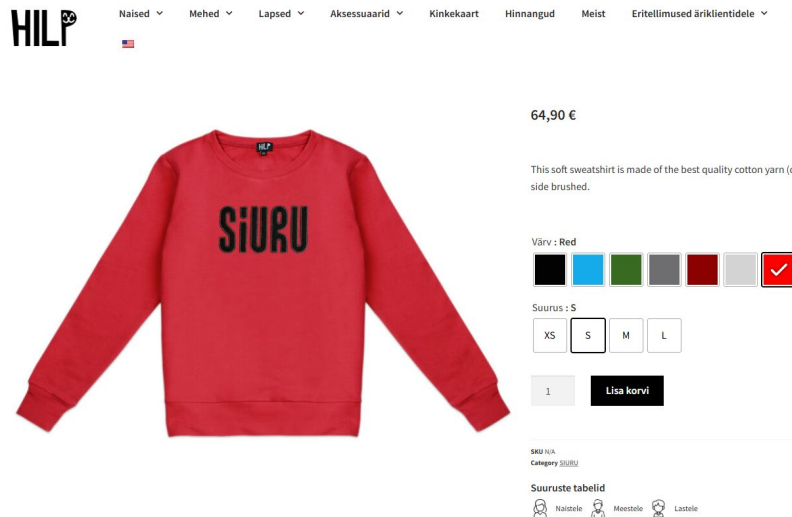 HILP
Naised Mehed Lapsed Aksessuaarid Kinkekaart Hinnangud Meist Eritellimused äriklientidele
64,90 €
HILP
SiURU
This soft sweatshirt is made of the best quality cotton yarn (
side brushed.
Värv : Red
Suurus : S
XS S M L
1 Lisa korvi
SKU N/A
Category SIURU
Suuruste tabelid
Naistele Meestele Lastele